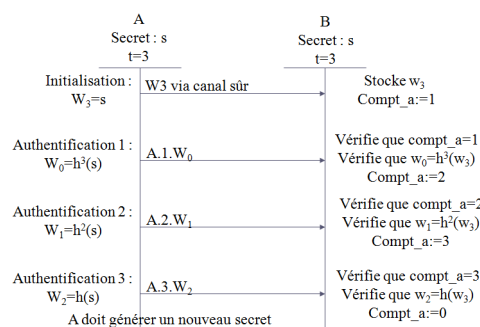 A
Secret : s
t=3
B
Secret : s
t=3
Initialisation :
W₃=s
W3 via canal sûr
Stocke w₃
Compt_a:=1
Authentification 1 :
W₀=h³(s)
A.1.W₀
Vérifie que compt_a=1
Vérifie que w₀=h³(w₃)
Compt_a:=2
Authentification 2 :
W₁=h²(s)
A.2.W₁
Vérifie que compt_a=2
Vérifie que w₁=h²(w₃)
Compt_a:=3
Authentification 3 :
W₂=h(s)
A.3.W₂
Vérifie que compt_a=3
Vérifie que w₂=h(w₃)
Compt_a:=0
A doit générer un nouveau secret